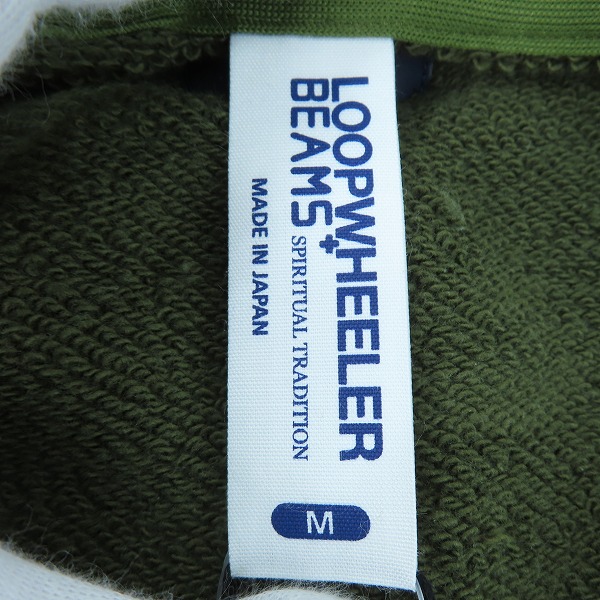 LOOPWHEELER
+
BEAMS
SPIRITUAL TRADITION
MADE IN JAPAN
M